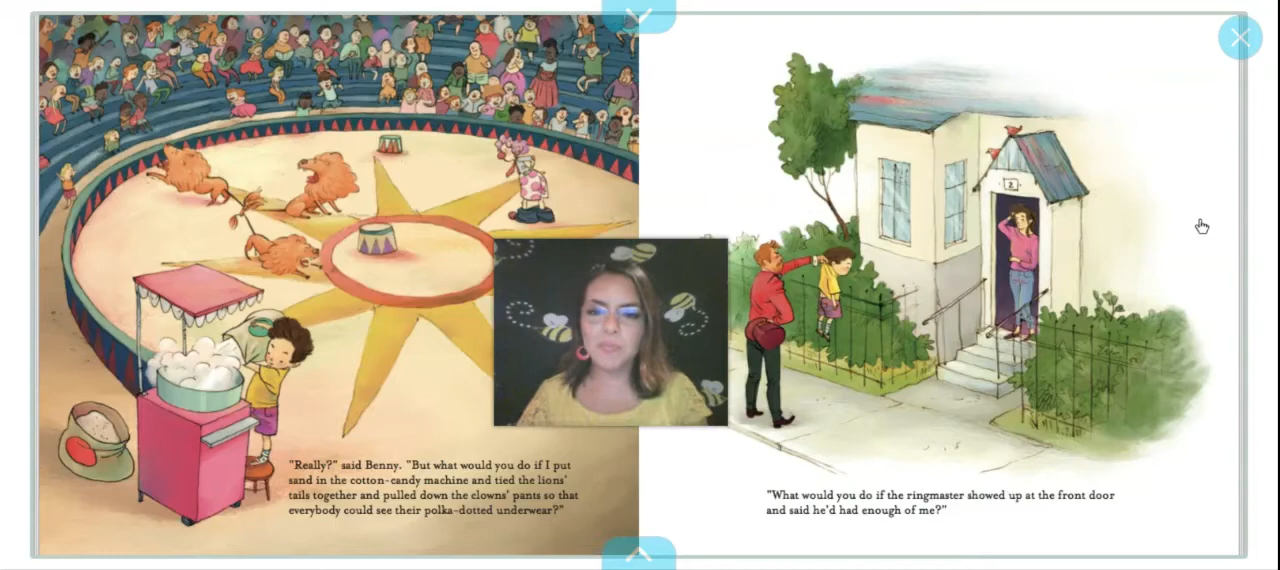 "Really?" said Benny. "But what would you do if I put
sand in the cotton-candy machine and tied the lions'
tails together and pulled down the clowns' pants so that
everybody could see their polka-dotted underwear?"
2
"What would you do if the ringmaster showed up at the front door
and said he'd had enough of me?"